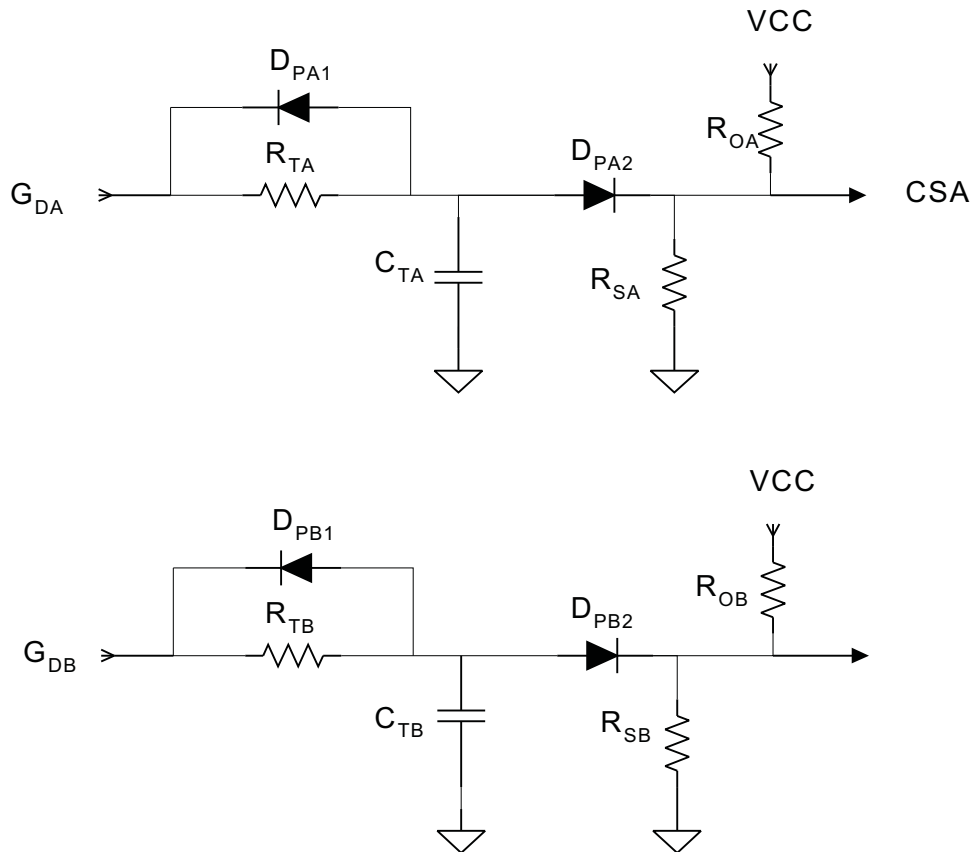 VCC
D_PA1
R_OA
R_TA
D_PA2
G_DA
CSA
C_TA
R_SA
VCC
D_PB1
R_OB
R_TB
D_PB2
G_DB
C_TB
R_SB